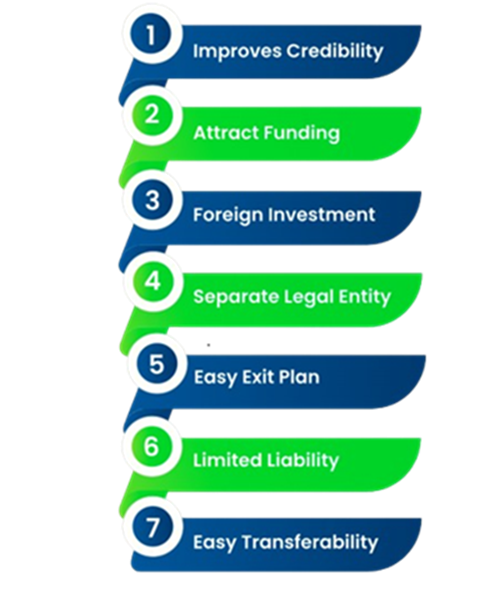 1
Improves Credibility
2
Attract Funding
3
Foreign Investment
4
Separate Legal Entity
5
Easy Exit Plan
6
Limited Liability
7
Easy Transferability